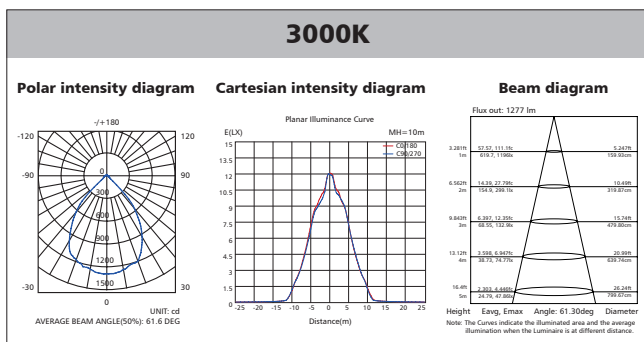 3000K
Polar intensity diagram
Cartesian intensity diagram
Beam diagram
-/+180
-120
120
-90
90
-30
30
0
0
300
600
900
1200
1500
UNIT: cd
AVERAGE BEAM ANGLE(50%): 61.6 DEG
Planar Illuminance Curve
E(LX)
MH=10m
C0/180
C90/270
15
13.5
12
10.5
9
7.5
6
4.5
3
1.5
0
-25 -20 -15 -10 -5 0 5 10 15 20 25
Distance(m)
Flux out: 1277 lm
3.281ft 57.57, 111.1fc 5.247ft
1m 619.7, 1196lx 159.93cm
6.562ft 14.39, 27.79fc 10.49ft
2m 154.9, 299.1lx 319.87cm
9.843ft 6.397, 12.35fc 15.74ft
3m 68.55, 132.9lx 479.80cm
13.12ft 3.598, 6.947fc 20.99ft
4m 38.73, 74.77lx 639.74cm
16.4ft 2.303, 4.446fc 26.24ft
5m 24.79, 47.86lx 799.67cm
Height Eavg, Emax Angle: 61.30deg Diameter
Note: The Curves indicate the illuminated area and the average
illumination when the Luminaire is at different distance.